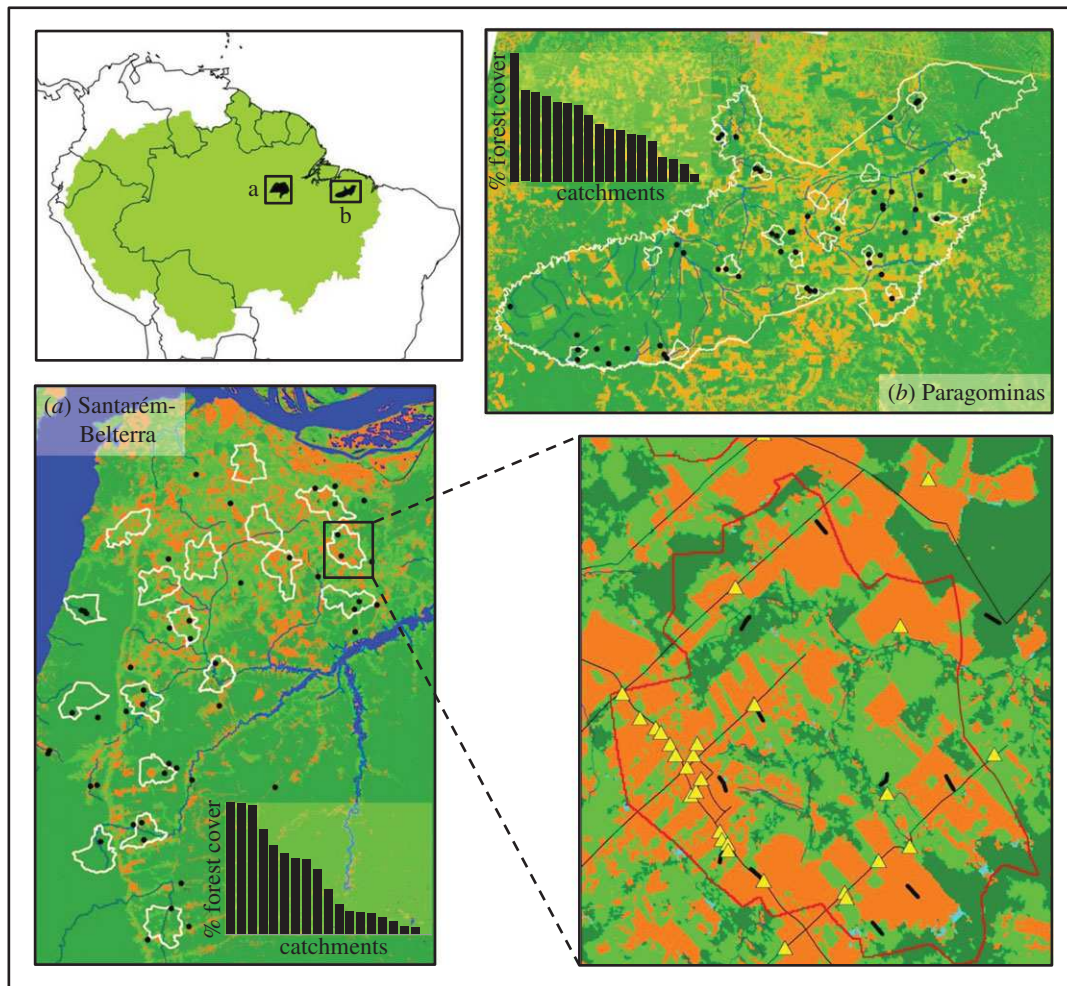 a
b
% forest cover
catchments
(b) Paragominas
(a) Santarém-
Belterra
% forest cover
catchments